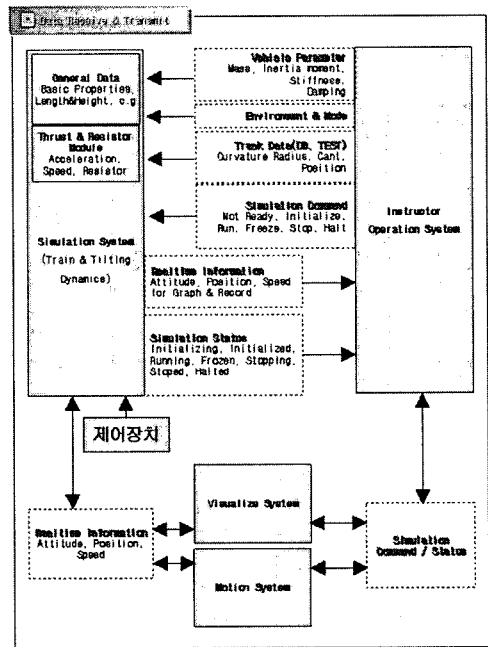 Data Receive & Transmit
General Data
Basic Properties,
Length&Height, c.g
Thrust & Resistor
Module
Acceleration,
Speed, Resistor
Simulation System
(Train & Tilting
Dynamics)
Vehicle Parameter
Mass, Inertia moment,
Stiffness,
Damping
Environment & Mode
Track Data(DB, TEST)
Curvature Radius, Cant,
Position
Simulation Command
Not Ready, Initialize,
Run, Freeze, Stop, Halt
Realtime Information
Attitude, Position, Speed
for Graph & Record
Simulation Status
Initializing, Initialized,
Running, Frozen, Stopping,
Stoped, Halted
Instructor
Operation System
제어장치
Realtime Information
Attitude, Position,
Speed
Visualize System
Motion System
Simulation
Command / Status